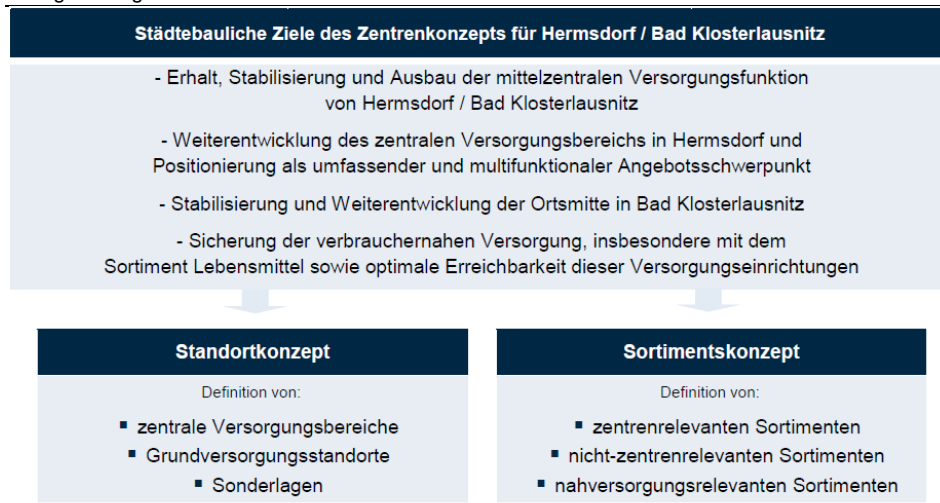 Städtebauliche Ziele des Zentrenkonzepts für Hermsdorf / Bad Klosterlausnitz
- Erhalt, Stabilisierung und Ausbau der mittelzentralen Versorgungsfunktion
von Hermsdorf / Bad Klosterlausnitz
- Weiterentwicklung des zentralen Versorgungsbereichs in Hermsdorf und
Positionierung als umfassender und multifunktionaler Angebotsschwerpunkt
- Stabilisierung und Weiterentwicklung der Ortsmitte in Bad Klosterlausnitz
- Sicherung der verbrauchernahen Versorgung, insbesondere mit dem
Sortiment Lebensmittel sowie optimale Erreichbarkeit dieser Versorgungseinrichtungen
Standortkonzept
Definition von:
▪ zentrale Versorgungsbereiche
▪ Grundversorgungsstandorte
▪ Sonderlagen
Sortimentskonzept
Definition von:
▪ zentrenrelevanten Sortimenten
▪ nicht-zentrenrelevanten Sortimenten
▪ nahversorgungsrelevanten Sortimenten